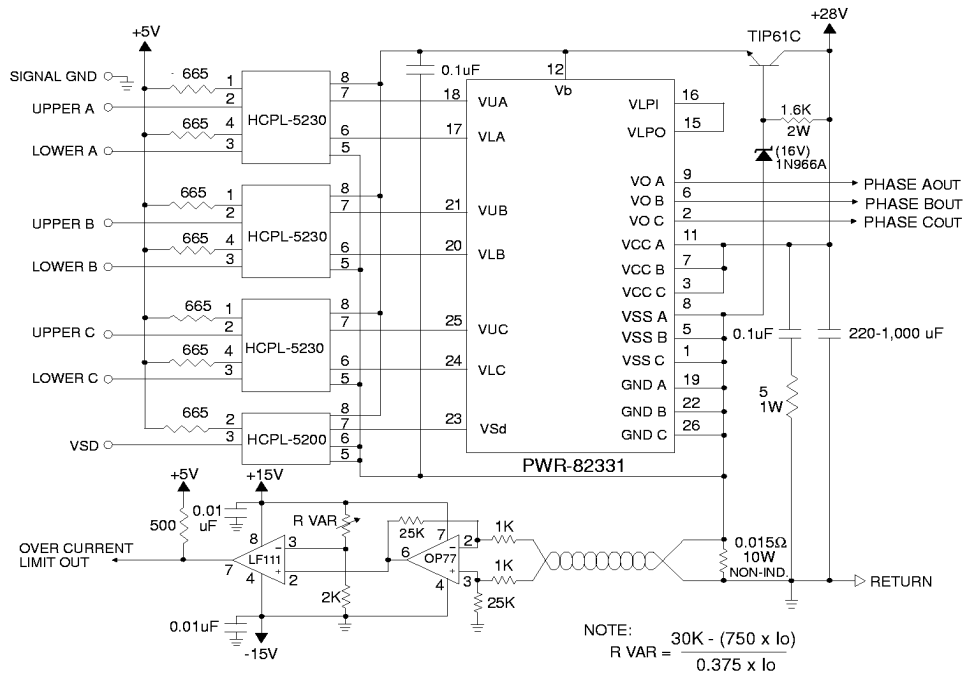 +28V
TIP61C
+5V
SIGNAL GND
665
1
8
0.1uF
12
Vb
UPPER A
2
7
18
VUA
VLPI
16
HCPL-5230
665
4
6
17
VLA
VLPO
15
1.6K
2W
LOWER A
3
5
(16V)
1N966A
665
1
8
VO A
9
PHASE AOUT
UPPER B
2
7
21
VUB
VO B
6
PHASE BOUT
HCPL-5230
VO C
2
PHASE COUT
665
4
6
20
VLB
VCC A
11
LOWER B
3
5
VCC B
7
VCC C
3
665
1
8
VSS A
8
UPPER C
2
7
25
VUC
VSS B
5
0.1uF
220-1,000 uF
HCPL-5230
665
4
6
24
VLC
VSS C
1
LOWER C
3
5
GND A
19
5
1W
665
2
8
7
23
VSd
GND B
22
VSD
3
HCPL-5200
6
5
GND C
26
PWR-82331
+5V
+15V
0.01
uF
R VAR
25K
7
1K
500
8
3
6
2
OVER CURRENT
LIMIT OUT
7
LF111
−
+
OP77
−
+
0.015Ω
10W
NON-IND.
4
2
4
3
1K
RETURN
2K
25K
0.01uF
-15V
NOTE:
R VAR = 30K - (750 x Io)
0.375 x Io